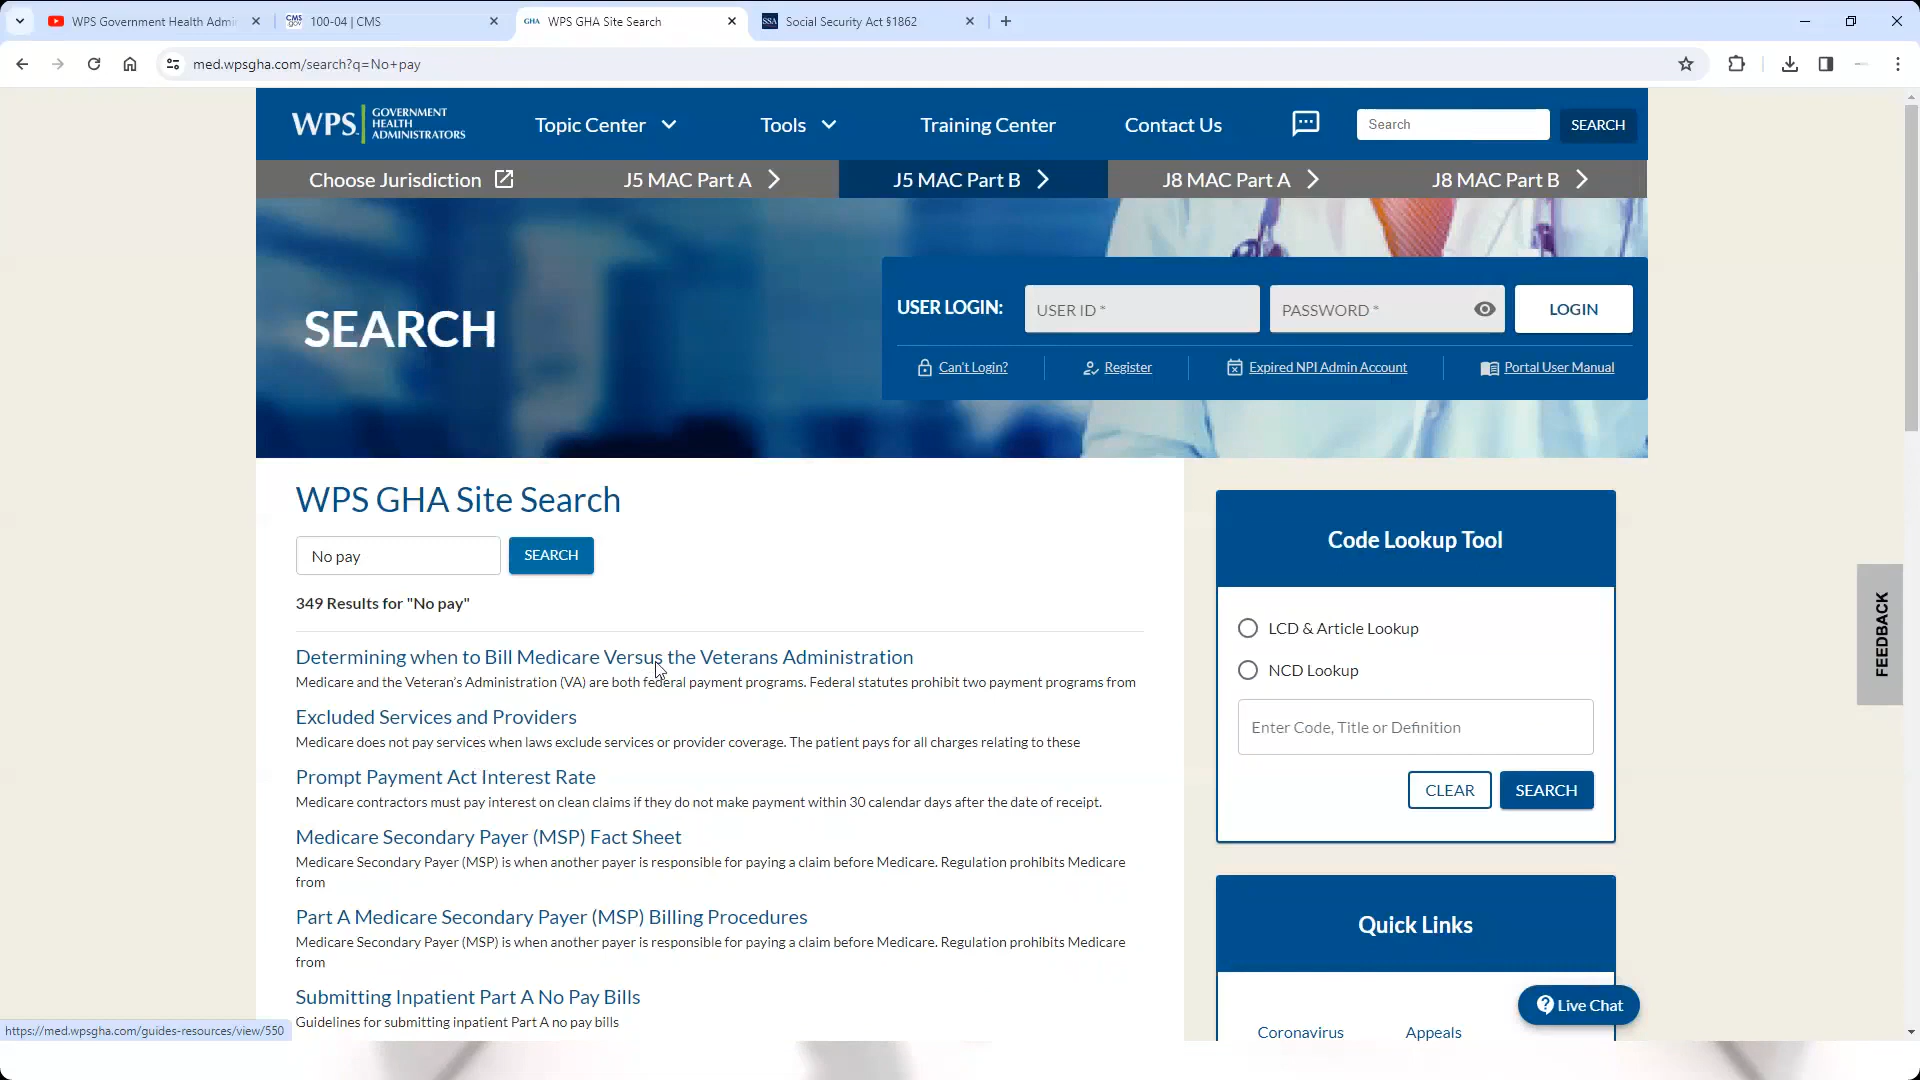 WPS Government Health Admi
100-04 | CMS
WPS GHA Site Search
Social Security Act §1862
med.wpsgha.com/search?q=No+pay
WPS
GOVERNMENT
HEALTH
ADMINISTRATORS
Topic Center
Tools
Training Center
Contact Us
Search
SEARCH
Choose Jurisdiction
J5 MAC Part A
J5 MAC Part B
J8 MAC Part A
J8 MAC Part B
SEARCH
USER LOGIN:
USER ID *
PASSWORD *
LOGIN
Can't Login?
Register
Expired NPI Admin Account
Portal User Manual
WPS GHA Site Search
No pay
SEARCH
349 Results for "No pay"
Determining when to Bill Medicare Versus the Veterans Administration
Medicare and the Veteran's Administration (VA) are both federal payment programs. Federal statutes prohibit two payment programs from
Excluded Services and Providers
Medicare does not pay services when laws exclude services or provider coverage. The patient pays for all charges relating to these
Prompt Payment Act Interest Rate
Medicare contractors must pay interest on clean claims if they do not make payment within 30 calendar days after the date of receipt.
Medicare Secondary Payer (MSP) Fact Sheet
Medicare Secondary Payer (MSP) is when another payer is responsible for paying a claim before Medicare. Regulation prohibits Medicare
from
Part A Medicare Secondary Payer (MSP) Billing Procedures
Medicare Secondary Payer (MSP) is when another payer is responsible for paying a claim before Medicare. Regulation prohibits Medicare
from
Submitting Inpatient Part A No Pay Bills
Guidelines for submitting inpatient Part A no pay bills
Code Lookup Tool
LCD & Article Lookup
NCD Lookup
Enter Code, Title or Definition
CLEAR
SEARCH
Quick Links
Coronavirus
Appeals
Live Chat
FEEDBACK
https://med.wpsgha.com/guides-resources/view/550